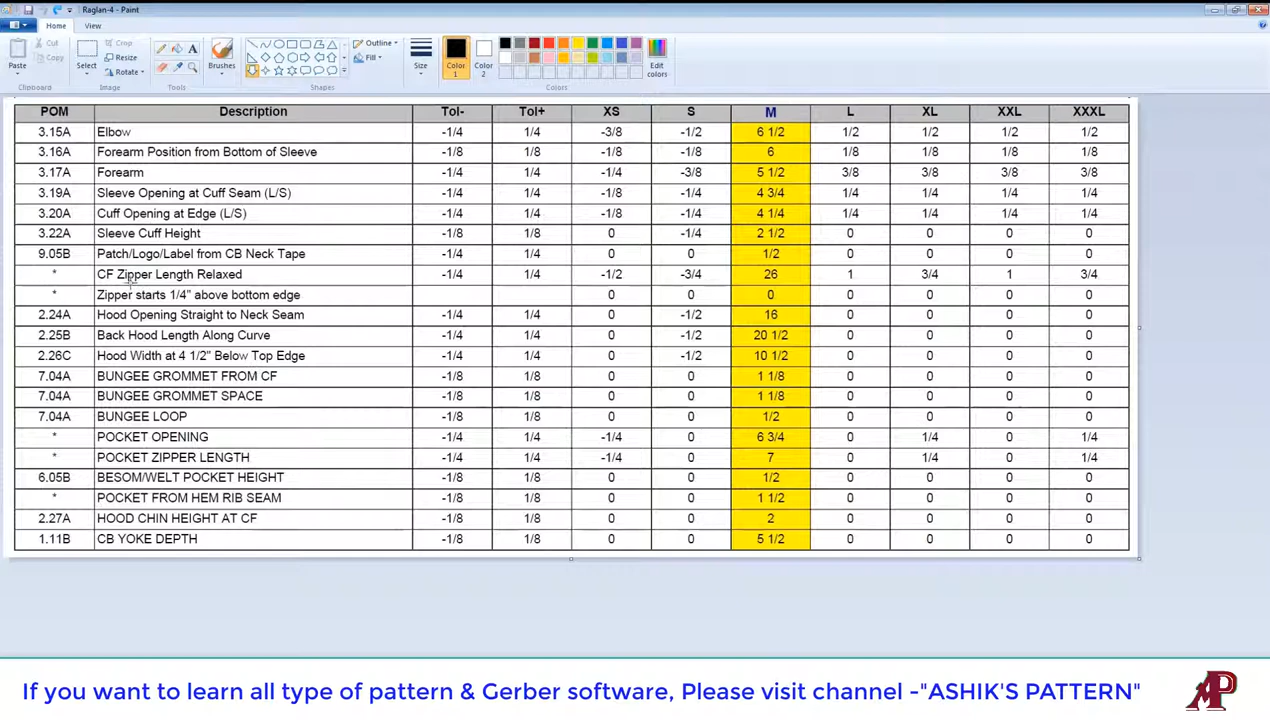 Raglan-4 - Paint
Home View
Paste
Cut
Copy
Clipboard
Select
Crop
Resize
Rotate
Image
Tools
Brushes
Shapes
Outline
Fill
Size
Color 1
Color 2
Edit colors
Colors
POM Description Tol- Tol+ XS S M L XL XXL XXXL
3.15A Elbow -1/4 1/4 -3/8 -1/2 6 1/2 1/2 1/2 1/2 1/2
3.16A Forearm Position from Bottom of Sleeve -1/8 1/8 -1/8 -1/8 6 1/8 1/8 1/8 1/8
3.17A Forearm -1/4 1/4 -1/4 -3/8 5 1/2 3/8 3/8 3/8 3/8
3.19A Sleeve Opening at Cuff Seam (L/S) -1/4 1/4 -1/8 -1/4 4 3/4 1/4 1/4 1/4 1/4
3.20A Cuff Opening at Edge (L/S) -1/4 1/4 -1/8 -1/4 4 1/4 1/4 1/4 1/4 1/4
3.22A Sleeve Cuff Height -1/8 1/8 0 -1/4 2 1/2 0 0 0 0
9.05B Patch/Logo/Label from CB Neck Tape -1/4 1/4 0 0 1/2 0 0 0 0
* CF Zipper Length Relaxed -1/4 1/4 -1/2 -3/4 26 1 3/4 1 3/4
* Zipper starts 1/4" above bottom edge 0 0 0 0 0 0 0
2.24A Hood Opening Straight to Neck Seam -1/4 1/4 0 -1/2 16 0 0 0 0
2.25B Back Hood Length Along Curve -1/4 1/4 0 -1/2 20 1/2 0 0 0 0
2.26C Hood Width at 4 1/2" Below Top Edge -1/4 1/4 0 -1/2 10 1/2 0 0 0 0
7.04A BUNGEE GROMMET FROM CF -1/8 1/8 0 0 1 1/8 0 0 0 0
7.04A BUNGEE GROMMET SPACE -1/8 1/8 0 0 1 1/8 0 0 0 0
7.04A BUNGEE LOOP -1/8 1/8 0 0 1/2 0 0 0 0
* POCKET OPENING -1/4 1/4 -1/4 0 6 3/4 0 1/4 0 1/4
* POCKET ZIPPER LENGTH -1/4 1/4 -1/4 0 7 0 1/4 0 1/4
6.05B BESOM/WELT POCKET HEIGHT -1/8 1/8 0 0 1/2 0 0 0 0
* POCKET FROM HEM RIB SEAM -1/8 1/8 0 0 1 1/2 0 0 0 0
2.27A HOOD CHIN HEIGHT AT CF -1/8 1/8 0 0 2 0 0 0 0
1.11B CB YOKE DEPTH -1/8 1/8 0 0 5 1/2 0 0 0 0
If you want to learn all type of pattern & Gerber software, Please visit channel -"ASHIK'S PATTERN"
AP